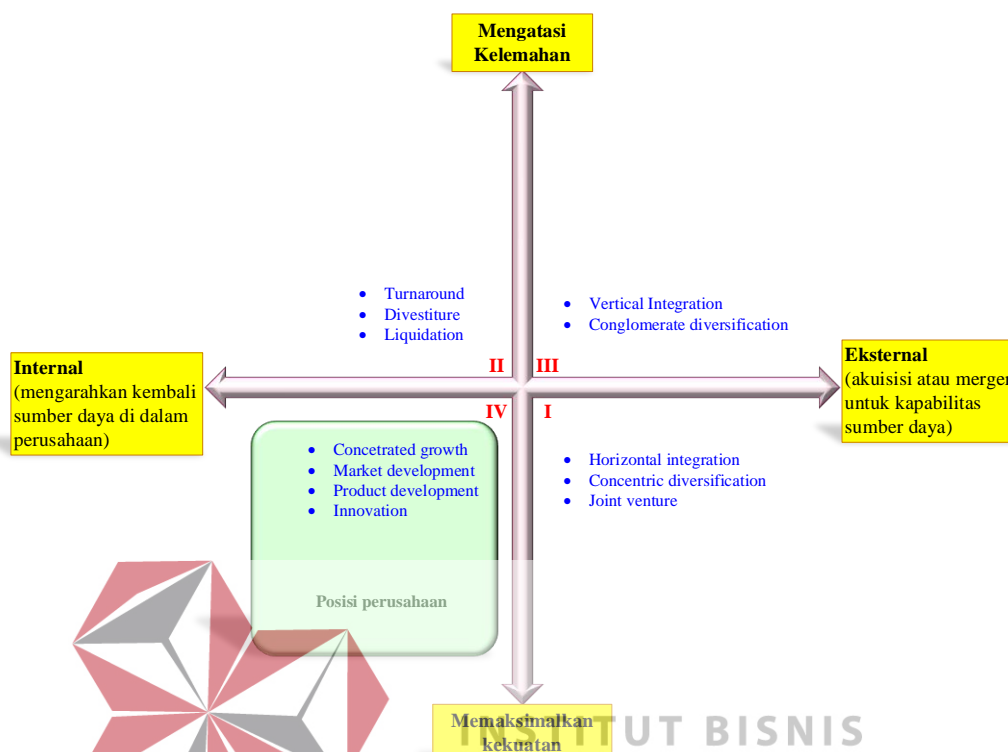 Mengatasi
Kelemahan
• Turnaround
• Divestiture
• Liquidation
• Vertical Integration
• Conglomerate diversification
Internal
(mengarahkan kembali
sumber daya di dalam
perusahaan)
II
III
Eksternal
(akuisisi atau merger
untuk kapabilitas
sumber daya)
IV
I
• Concetrated growth
• Market development
• Product development
• Innovation
• Horizontal integration
• Concentric diversification
• Joint venture
Posisi perusahaan
Memaksimalkan
kekuatan
INSTITUT BISNIS